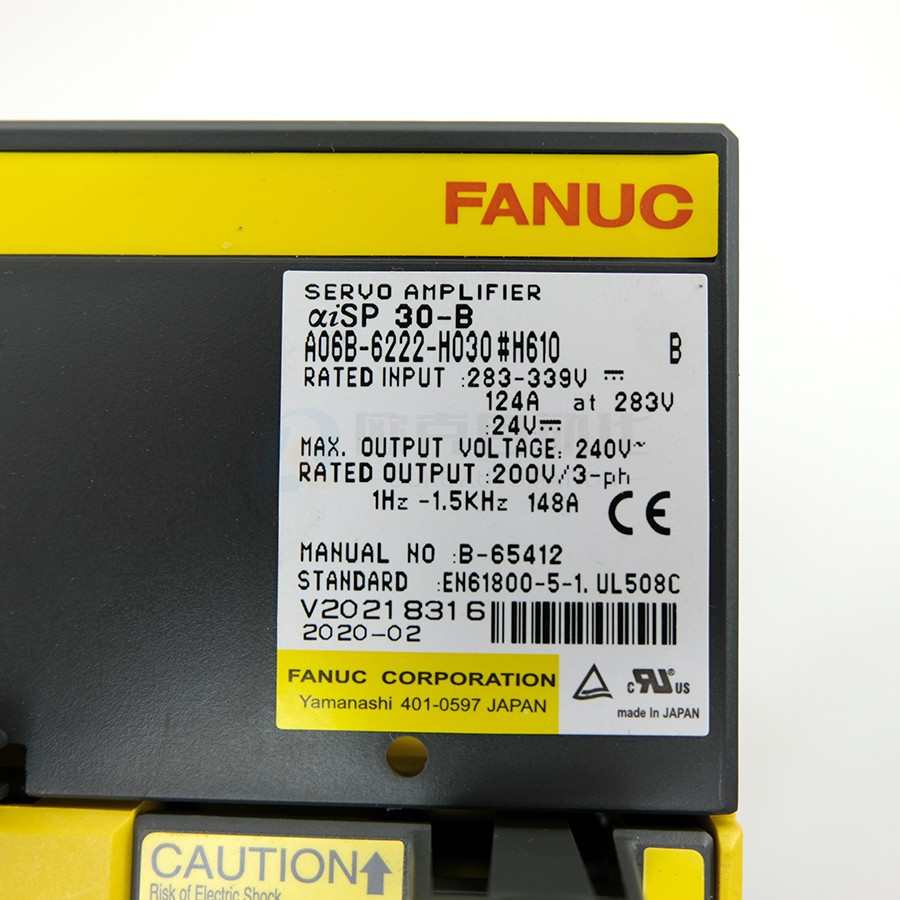 FANUC
SERVO AMPLIFIER
αiSP 30-B
A06B-6222-H030#H610 B
RATED INPUT :283-339V ⎓
124A at 283V
:24V⎓
MAX. OUTPUT VOLTAGE: 240V~
RATED OUTPUT :200V/3-ph
1Hz -1.5KHz 148A
CE
MANUAL NO :B-65412
STANDARD :EN61800-5-1. UL508C
V20218316
2020-02
FANUC CORPORATION
Yamanashi 401-0597 JAPAN
c RU US
made In JAPAN
CAUTION
Risk of Electric Shock